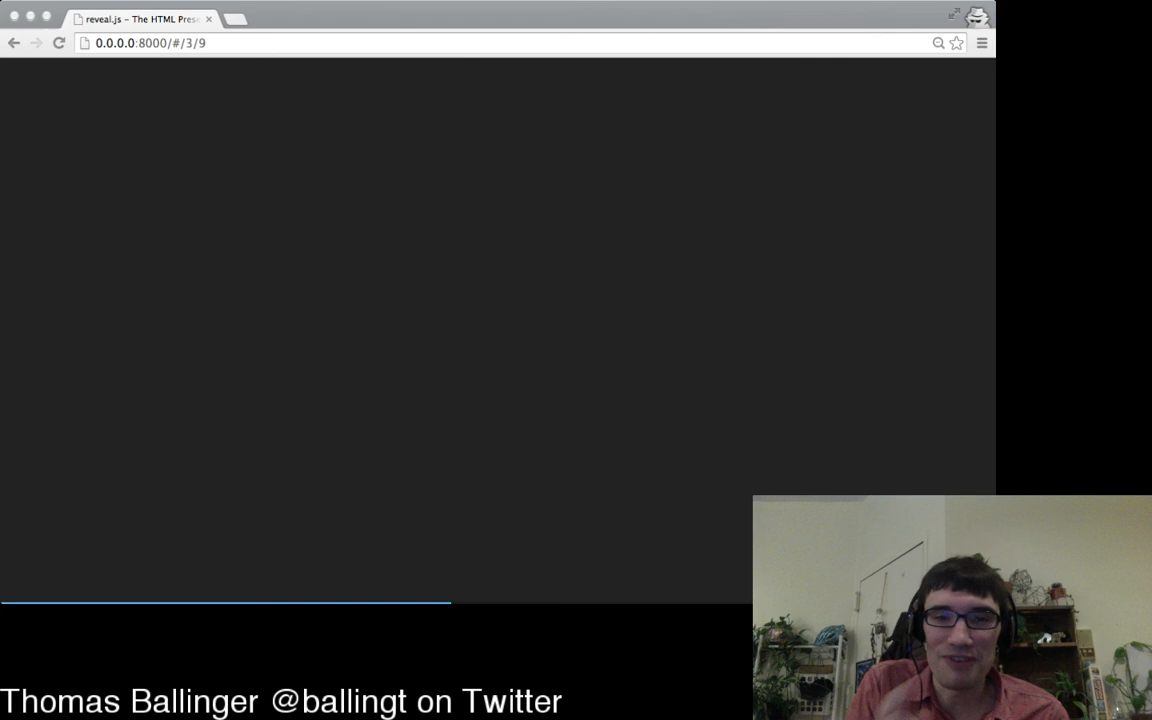 reveal.js – The HTML Pres
0.0.0.0:8000/#/3/9
Thomas Ballinger @ballingt on Twitter